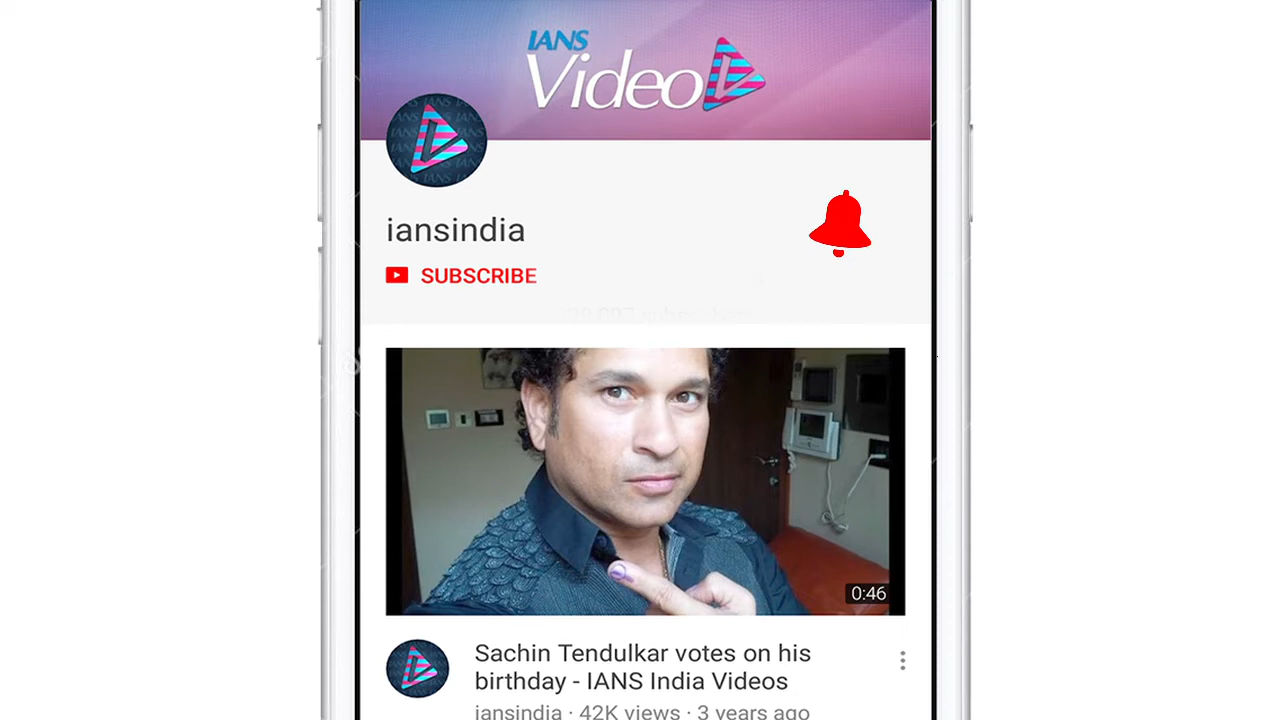 IANS
Video
iansindia
SUBSCRIBE
0:46
Sachin Tendulkar votes on his
birthday - IANS India Videos
iansindia · 42K views · 3 years ago